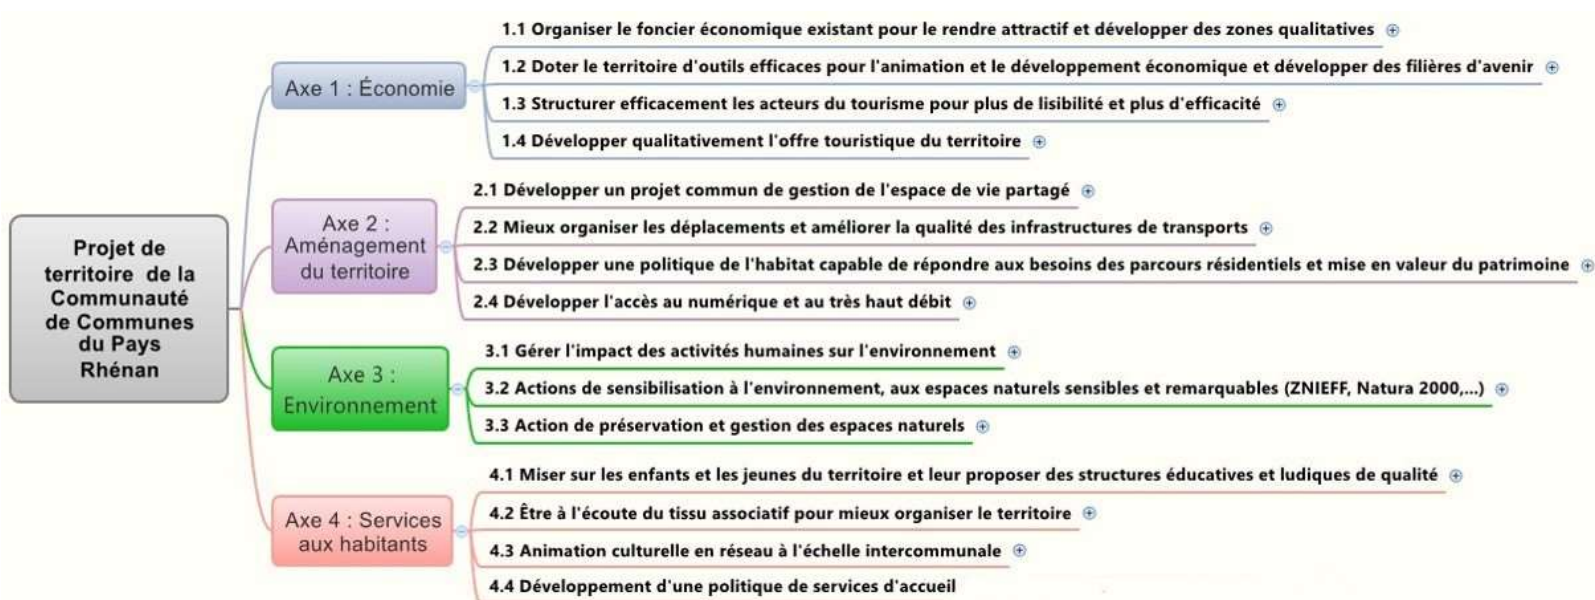 Projet de
territoire de la
Communauté
de Communes
du Pays
Rhénan
Axe 1 : Économie
1.1 Organiser le foncier économique existant pour le rendre attractif et développer des zones qualitatives
1.2 Doter le territoire d'outils efficaces pour l'animation et le développement économique et développer des filières d'avenir
1.3 Structurer efficacement les acteurs du tourisme pour plus de lisibilité et plus d'efficacité
1.4 Développer qualitativement l'offre touristique du territoire
Axe 2 :
Aménagement
du territoire
2.1 Développer un projet commun de gestion de l'espace de vie partagé
2.2 Mieux organiser les déplacements et améliorer la qualité des infrastructures de transports
2.3 Développer une politique de l'habitat capable de répondre aux besoins des parcours résidentiels et mise en valeur du patrimoine
2.4 Développer l'accès au numérique et au très haut débit
Axe 3 :
Environnement
3.1 Gérer l'impact des activités humaines sur l'environnement
3.2 Actions de sensibilisation à l'environnement, aux espaces naturels sensibles et remarquables (ZNIEFF, Natura 2000,...)
3.3 Action de préservation et gestion des espaces naturels
Axe 4 : Services
aux habitants
4.1 Miser sur les enfants et les jeunes du territoire et leur proposer des structures éducatives et ludiques de qualité
4.2 Être à l'écoute du tissu associatif pour mieux organiser le territoire
4.3 Animation culturelle en réseau à l'échelle intercommunale
4.4 Développement d'une politique de services d'accueil